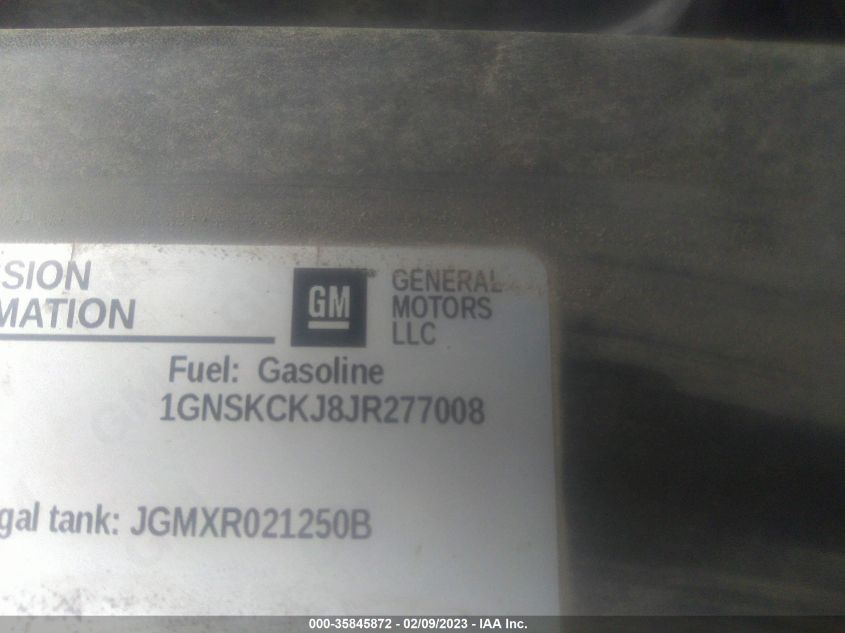 SION
MATION
GM
GENERAL
MOTORS
LLC
Fuel: Gasoline
1GNSKCKJ8JR277008
gal tank: JGMXR021250B
000-35845872 - 02/09/2023 - IAA Inc.